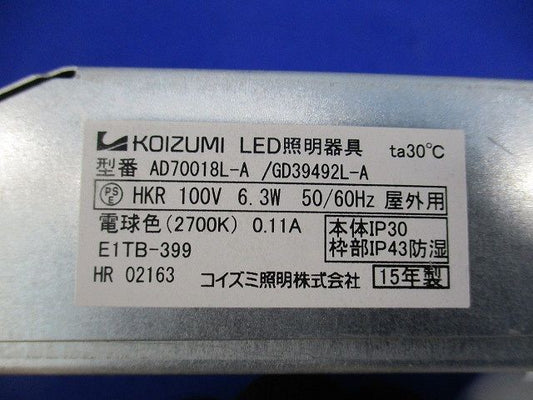 KOIZUMI LED照明器具 ta30℃
型番 AD70018L-A /GD39492L-A
PSE HKR 100V 6.3W 50/60Hz 屋外用
電球色(2700K) 0.11A
本体IP30
枠部IP43防湿
E1TB-399
HR 02163 コイズミ照明株式会社 15年製